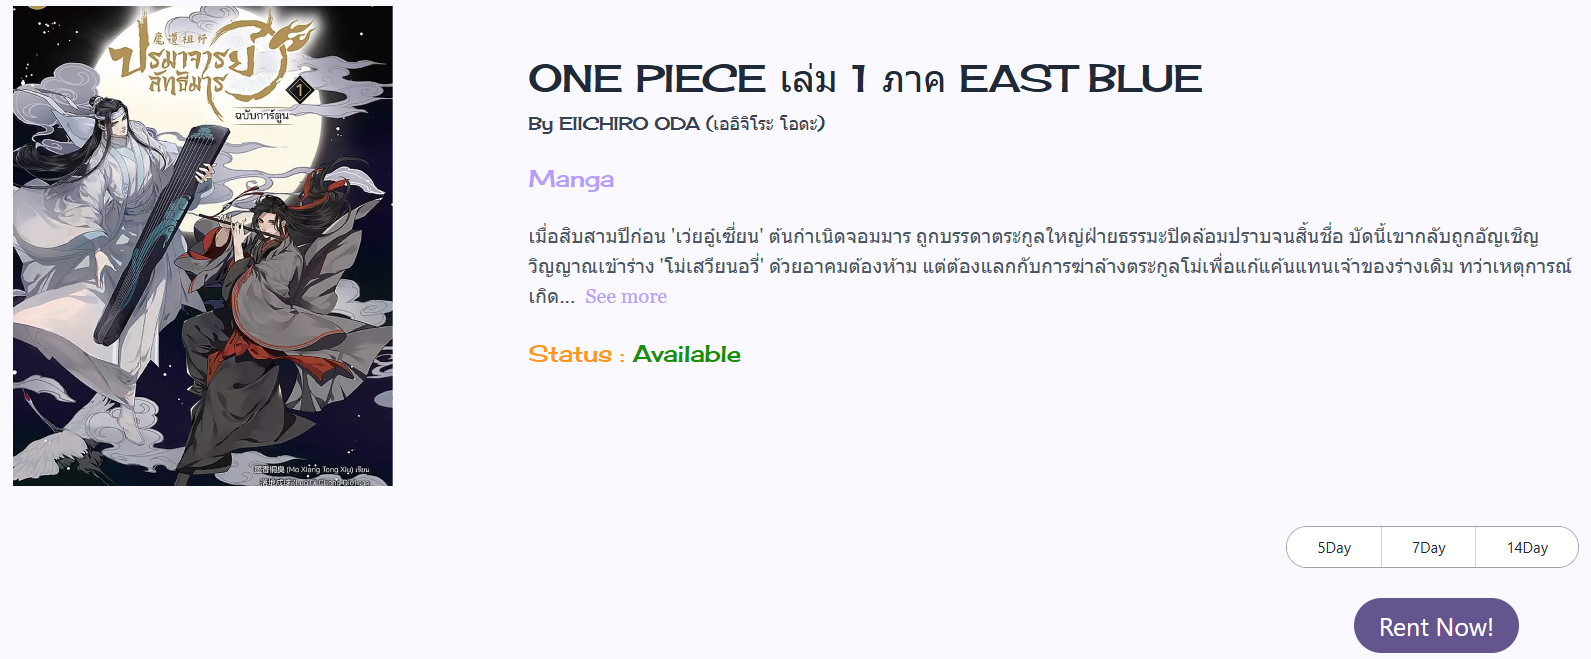 魔道祖师
ปรมาจารย์
ลัทธิมาร
1
ฉบับการ์ตูน
墨香铜臭 (Mo Xiang Tong Xiu) เขียน
ONE PIECE เล่ม 1 ภาค EAST BLUE
By EIICHIRO ODA (เออิจิโระ โอดะ)
Manga
เมื่อสิบสามปีก่อน 'เว่ยอู๋เซี่ยน' ต้นกำเนิดจอมมาร ถูกบรรดาตระกูลใหญ่ฝ่ายธรรมะปิดล้อมปราบจนสิ้นชื่อ บัดนี้เขากลับถูกอัญเชิญ
วิญญาณเข้าร่าง 'โม่เสวียนอวี่' ด้วยอาคมต้องห้าม แต่ต้องแลกกับการฆ่าล้างตระกูลโม่เพื่อแก้แค้นแทนเจ้าของร่างเดิม ทว่าเหตุการณ์
เกิด... See more
Status : Available
5Day 7Day 14Day
Rent Now!